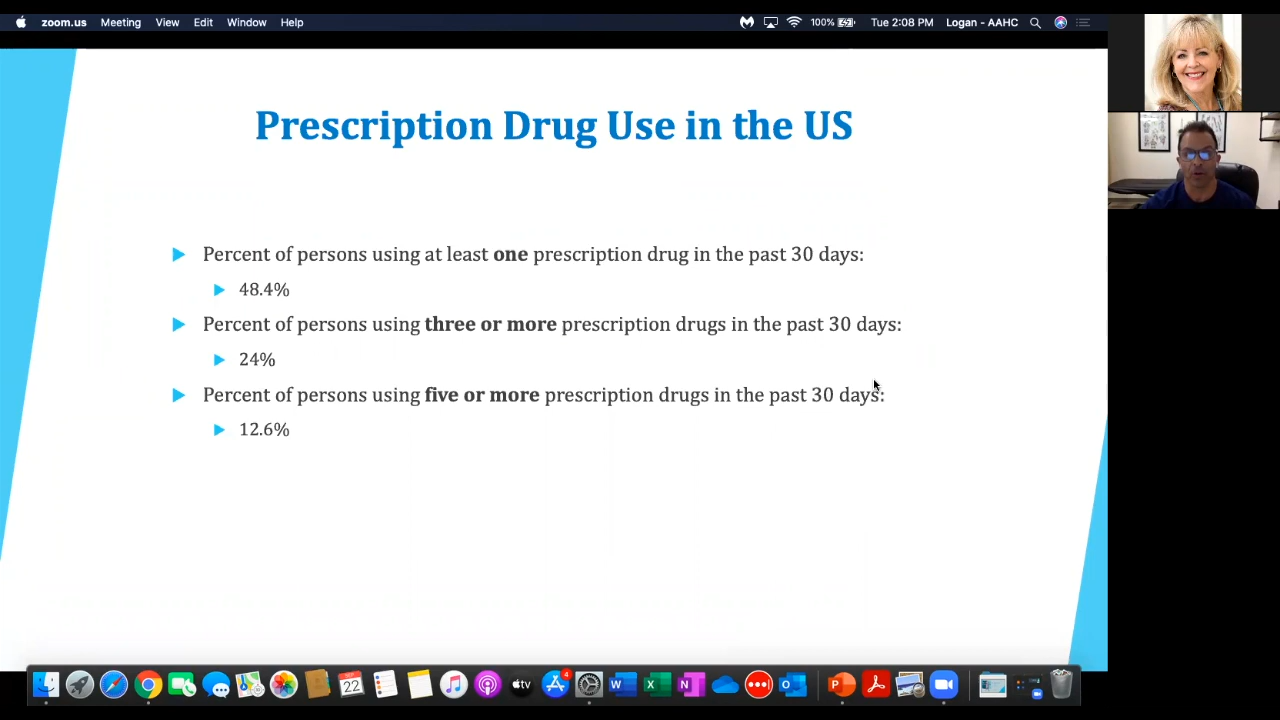 zoom.us Meeting View Edit Window Help 100% Tue 2:08 PM Logan - AAHC
Prescription Drug Use in the US
Percent of persons using at least one prescription drug in the past 30 days:
48.4%
Percent of persons using three or more prescription drugs in the past 30 days:
24%
Percent of persons using five or more prescription drugs in the past 30 days:
12.6%
4
22
tv
W
X
N
O
P